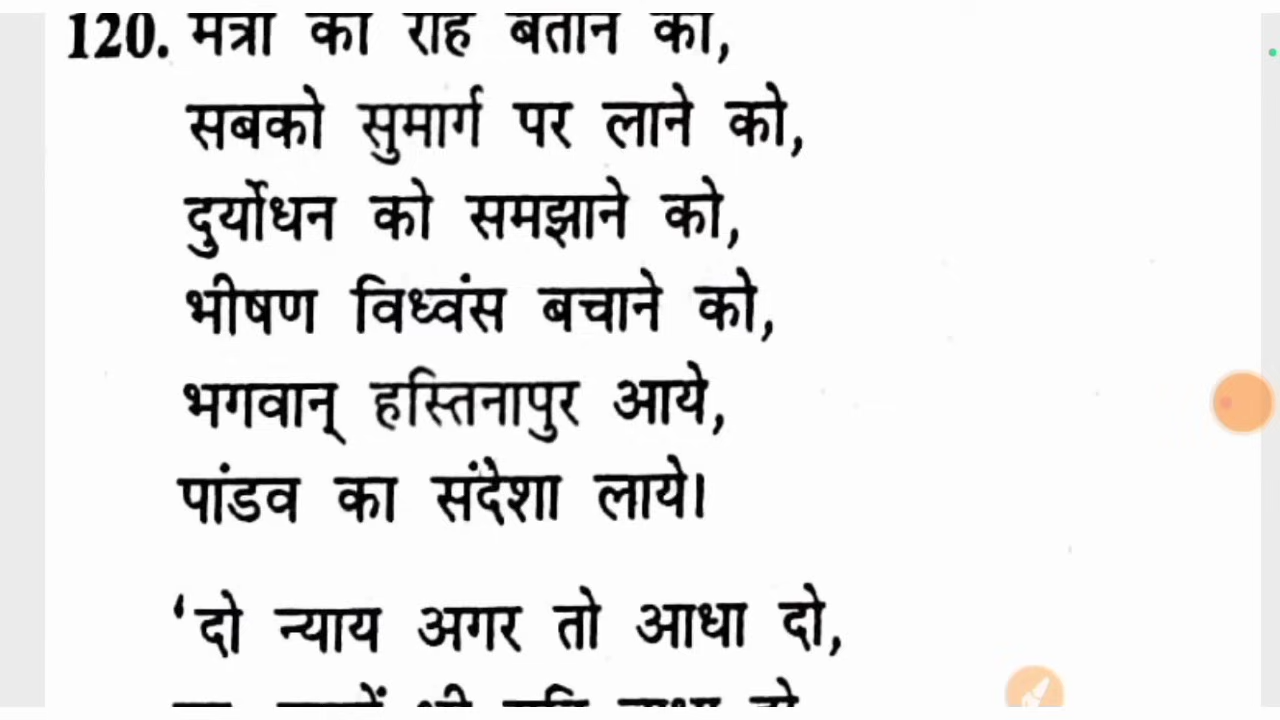 120. मैत्री की राह बताने को,
सबको सुमार्ग पर लाने को,
दुर्योधन को समझाने को,
भीषण विध्वंस बचाने को,
भगवान् हस्तिनापुर आये,
पांडव का संदेशा लाये।
‘दो न्याय अगर तो आधा दो,